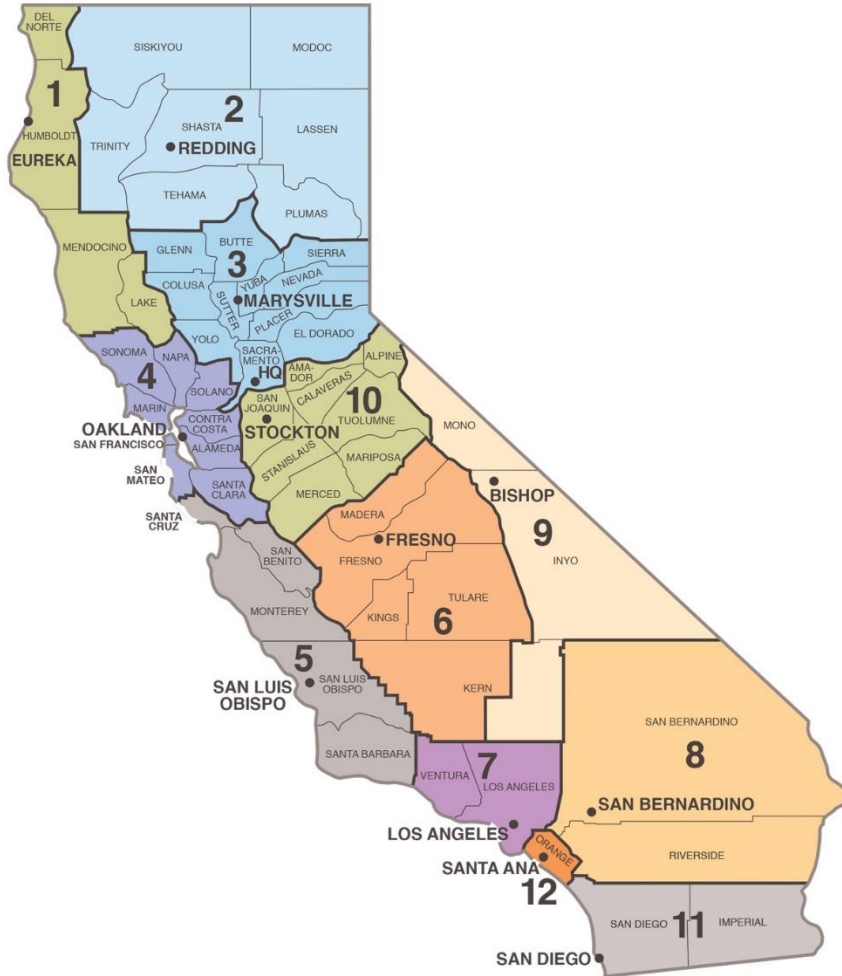 DEL
NORTE
SISKIYOU
MODOC
1
2
SHASTA
LASSEN
HUMBOLDT
TRINITY
REDDING
EUREKA
TEHAMA
PLUMAS
MENDOCINO
BUTTE
GLENN
SIERRA
3
YUBA
NEVADA
COLUSA
LAKE
SUTTER
MARYSVILLE
PLACER
YOLO
EL DORADO
SONOMA
NAPA
SACRA-
MENTO
ALPINE
4
HQ
AMA-
DOR
SOLANO
CALAVERAS
SAN
JOAQUIN
10
MARIN
CONTRA
COSTA
TUOLUMNE
OAKLAND
STOCKTON
SAN FRANCISCO
ALAMEDA
MONO
STANISLAUS
MARIPOSA
SAN
MATEO
SANTA
CLARA
MERCED
BISHOP
SANTA
CRUZ
MADERA
9
FRESNO
SAN
BENITO
FRESNO
INYO
MONTEREY
TULARE
KINGS
6
5
SAN LUIS
OBISPO
SAN LUIS
OBISPO
KERN
SAN BERNARDINO
SANTA BARBARA
7
8
VENTURA
LOS ANGELES
SAN BERNARDINO
LOS ANGELES
ORANGE
RIVERSIDE
SANTA ANA
12
SAN DIEGO
11
IMPERIAL
SAN DIEGO